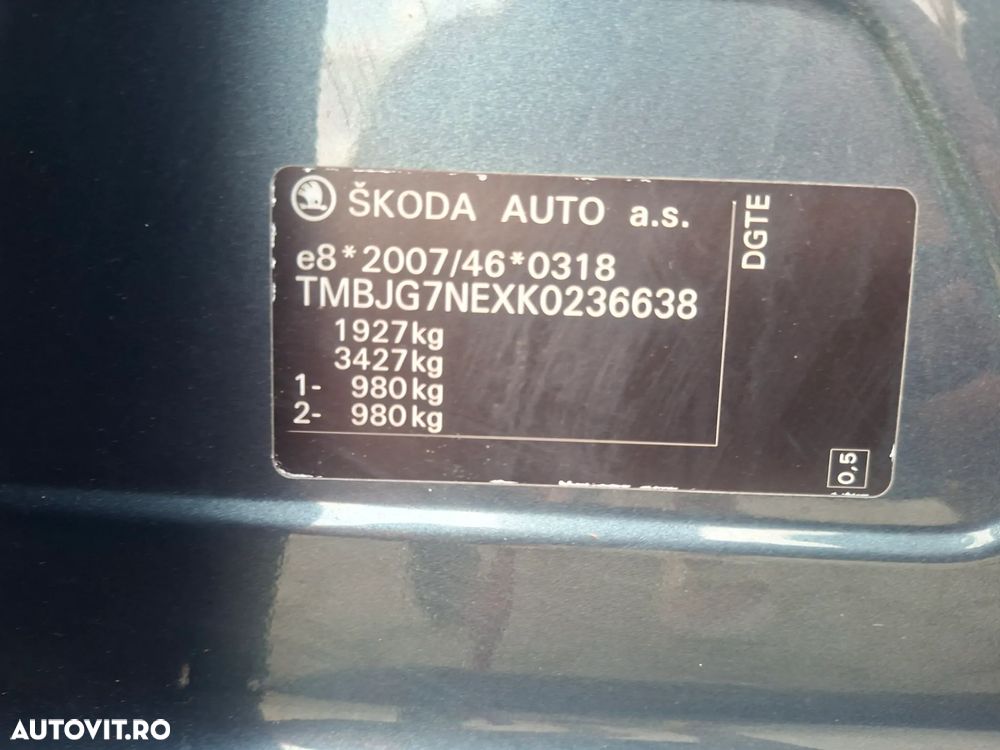 ŠKODA AUTO a.s.
e8*2007/46*0318
TMBJG7NEXK0236638
1927kg
3427kg
1- 980kg
2- 980kg
DGTE
0,5
AUTOVIT.RO